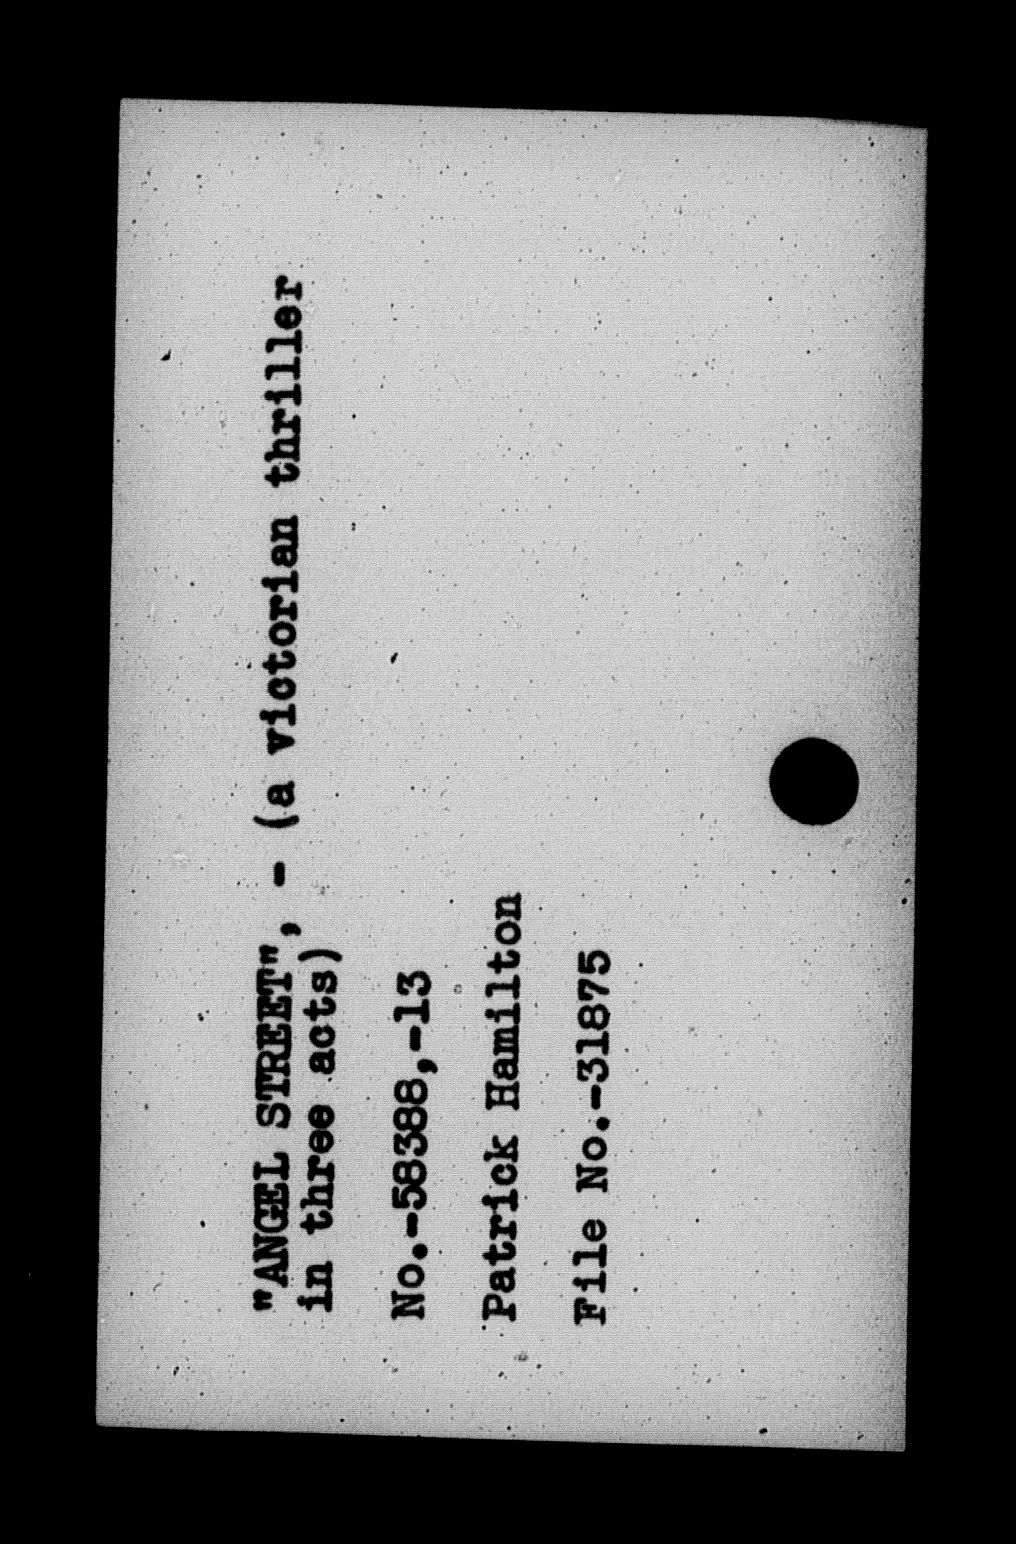 "ANGEL STREET", - (a victorian thriller
in three acts)
No.-58388,-13
Patrick Hamilton
File No.-31875